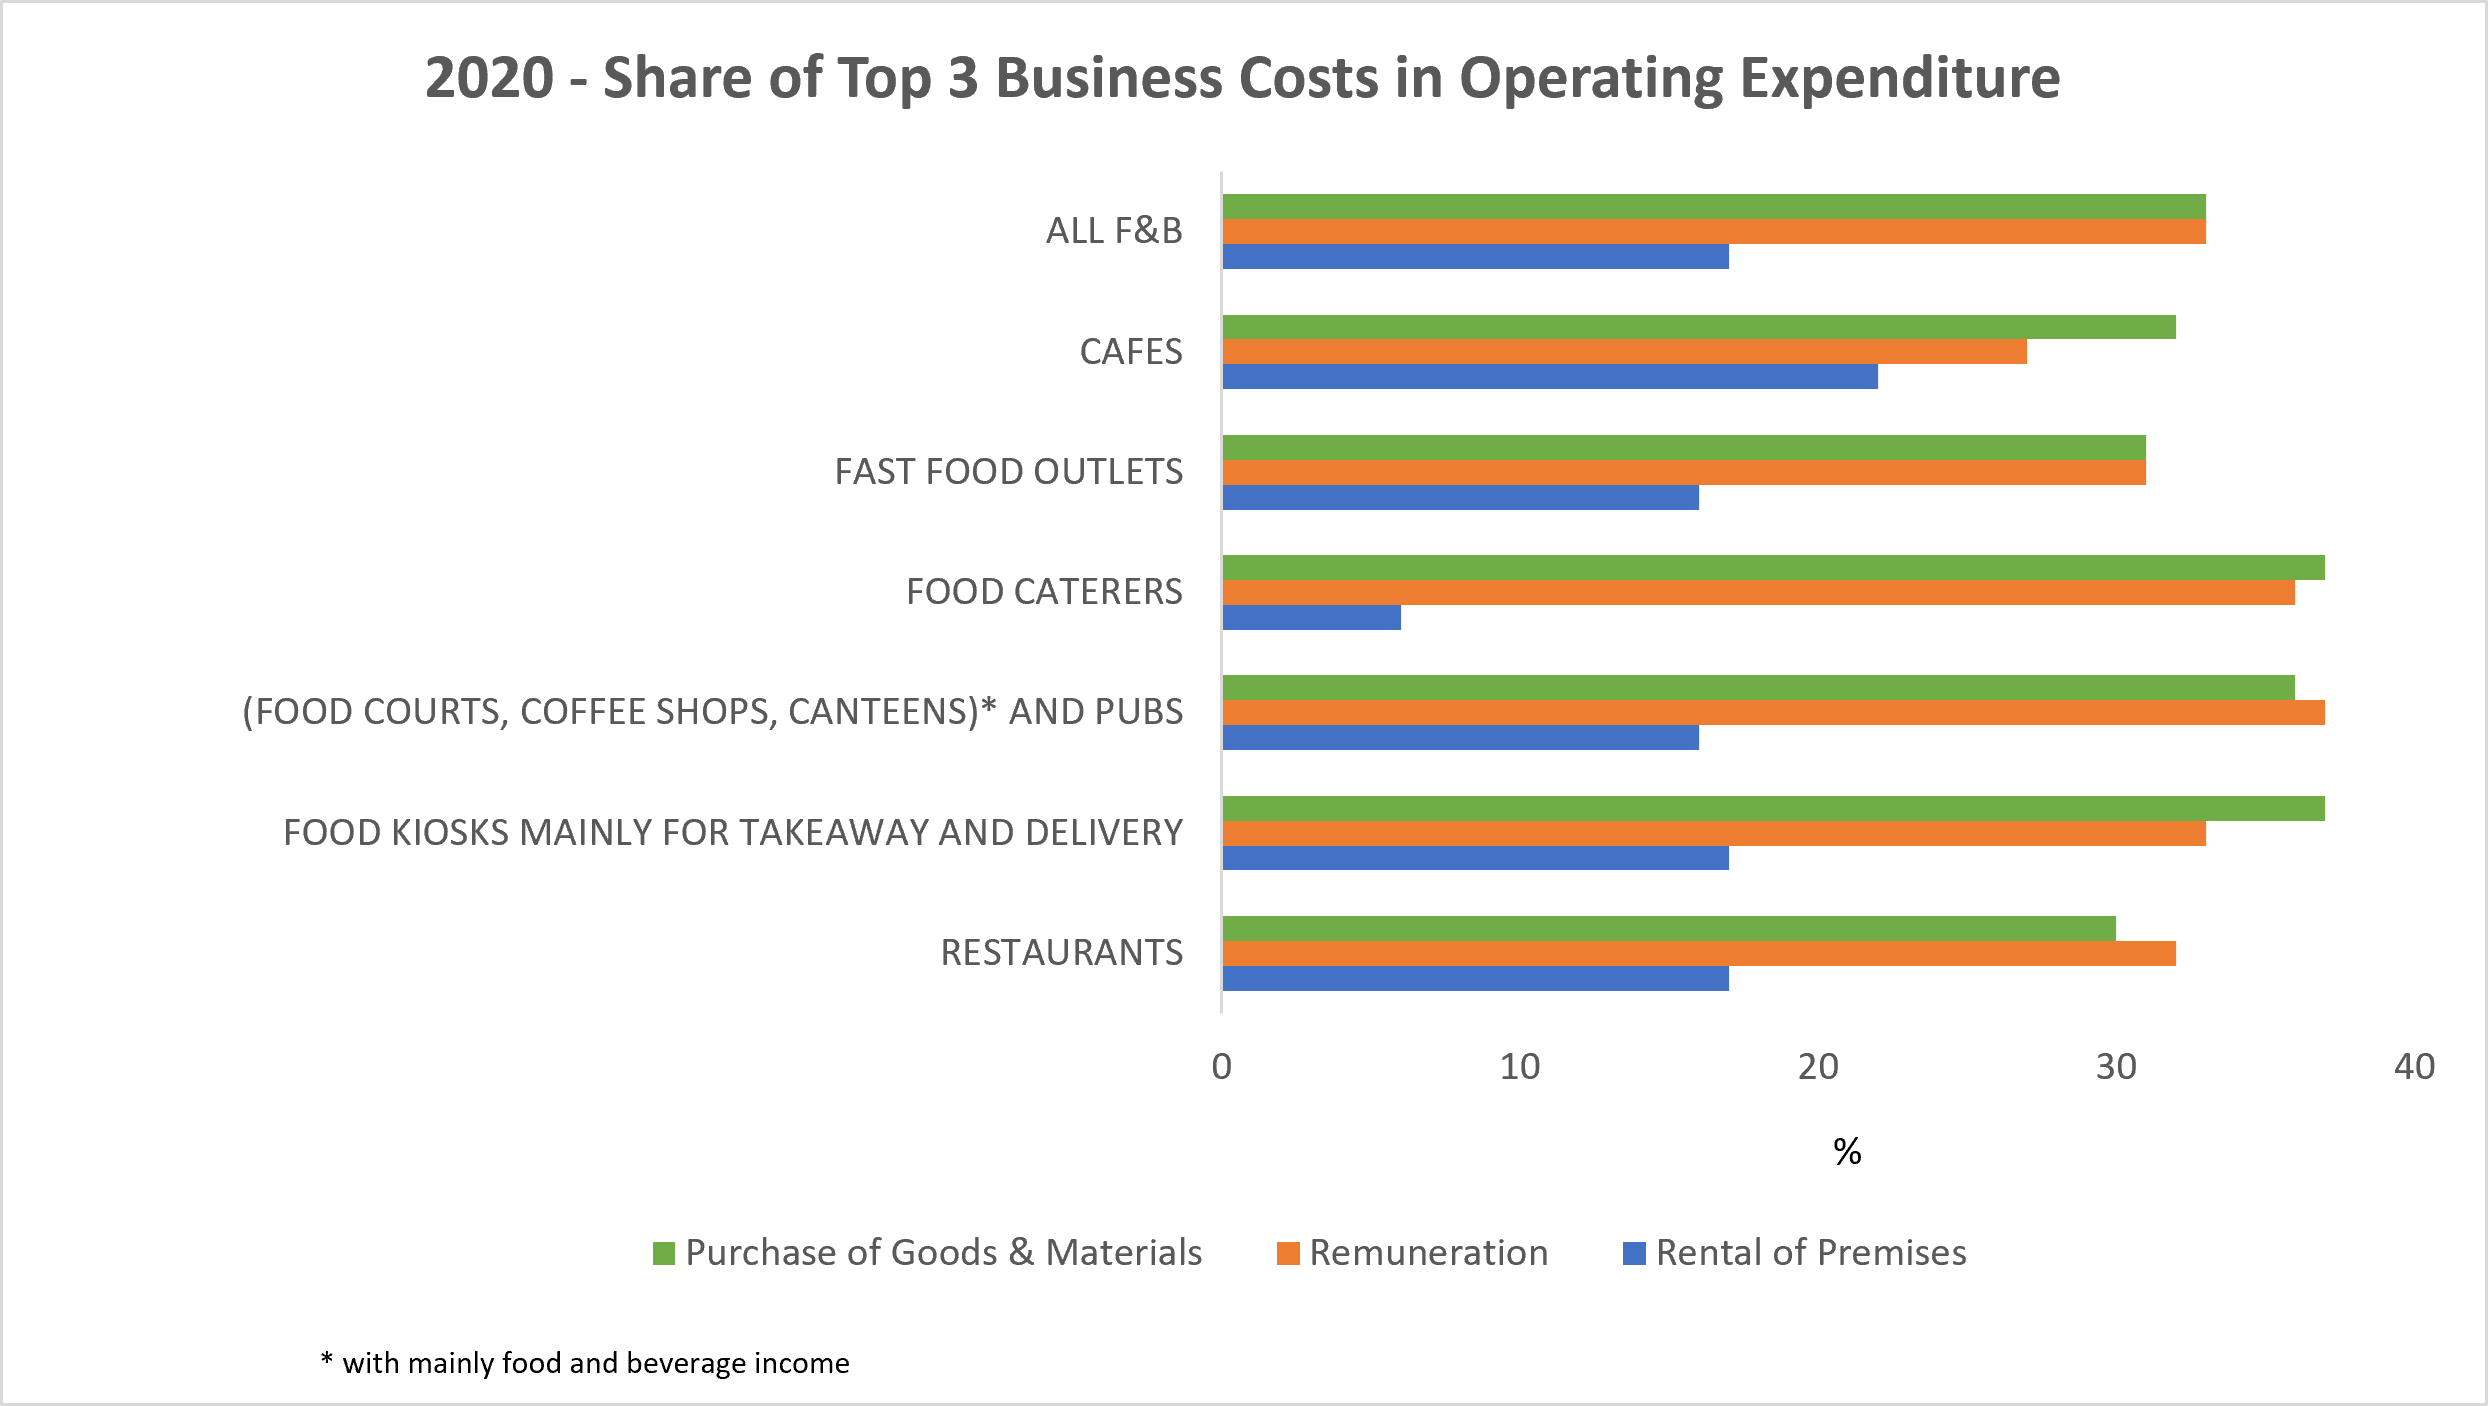 2020 - Share of Top 3 Business Costs in Operating Expenditure
ALL F&B
CAFES
FAST FOOD OUTLETS
FOOD CATERERS
(FOOD COURTS, COFFEE SHOPS, CANTEENS)* AND PUBS
FOOD KIOSKS MAINLY FOR TAKEAWAY AND DELIVERY
RESTAURANTS
0 10 20 30 40
%
Purchase of Goods & Materials Remuneration Rental of Premises
* with mainly food and beverage income